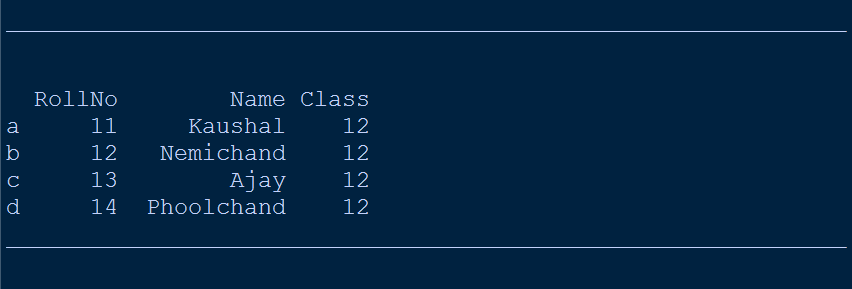 RollNo Name Class
a 11 Kaushal 12
b 12 Nemichand 12
c 13 Ajay 12
d 14 Phoolchand 12